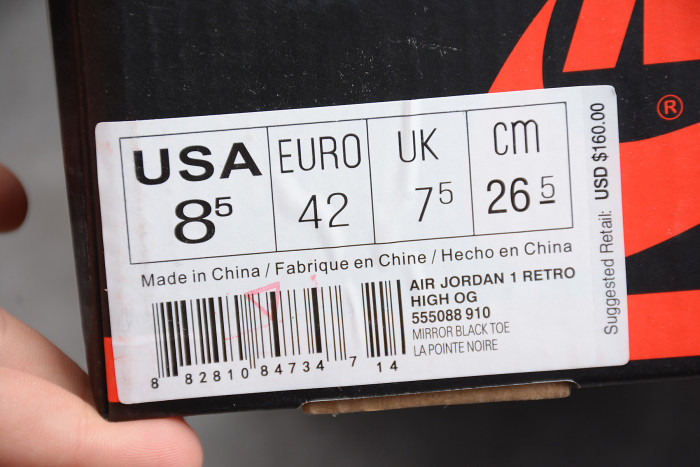 USA EURO UK cm
8⁵ 42 7⁵ 26 5
Made in China / Fabrique en Chine / Hecho en China
AIR JORDAN 1 RETRO
HIGH OG
555088 910
MIRROR BLACK TOE
LA POINTE NOIRE
8 82810 84734 7 14
Suggested Retail: USD $160.00
®